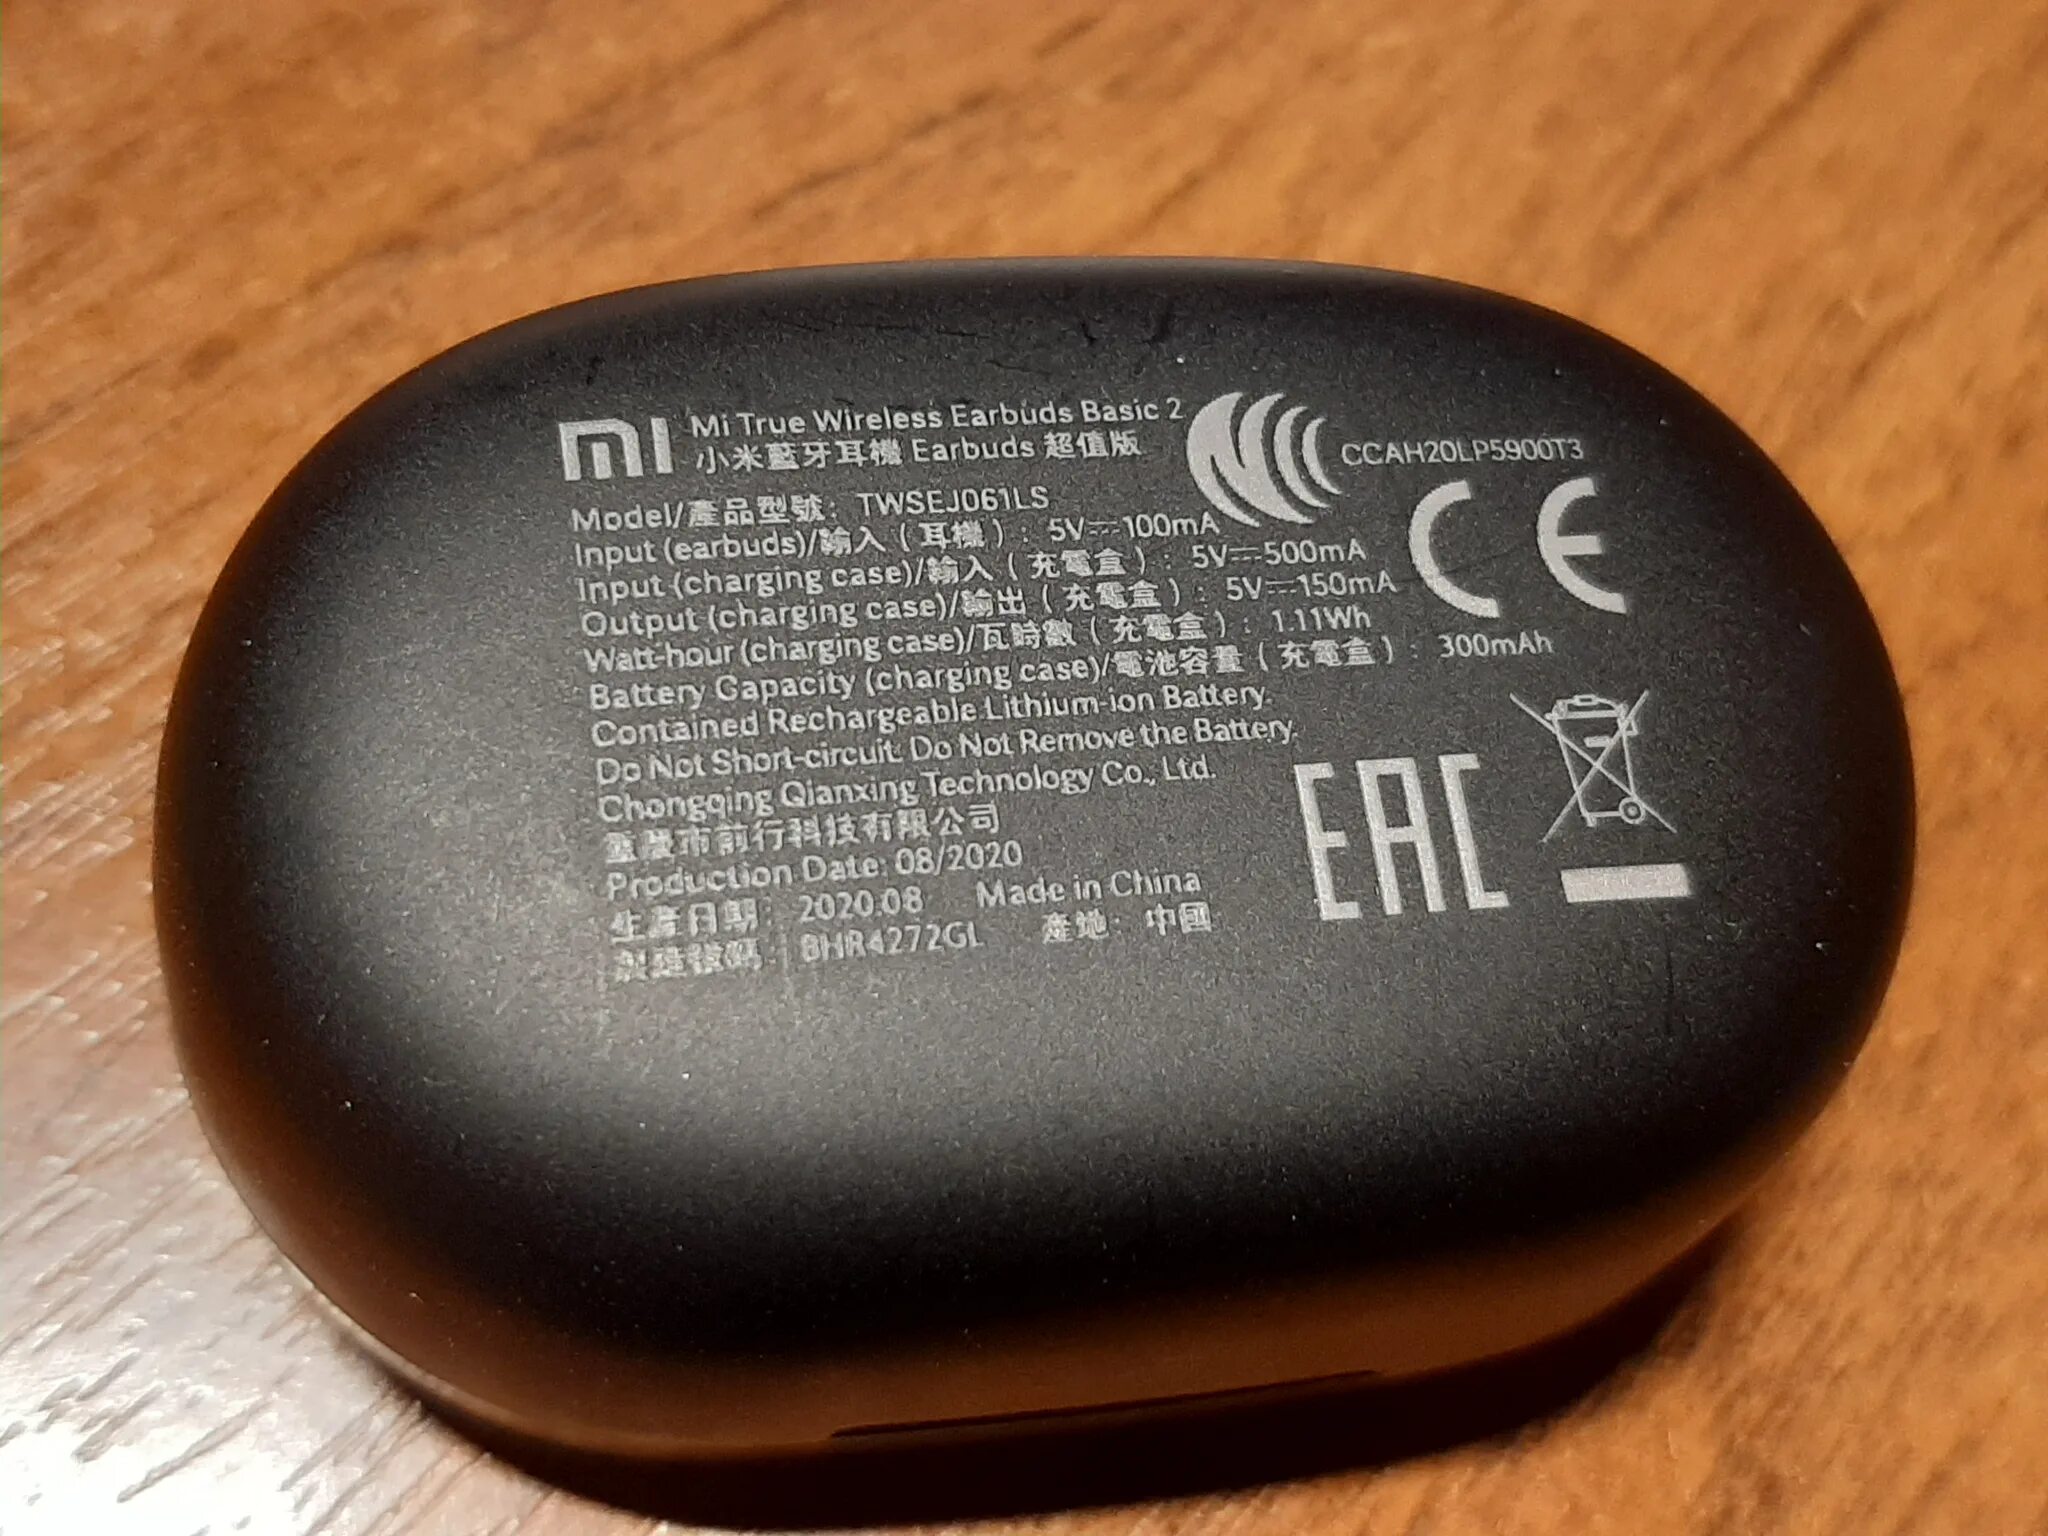 mi Mi True Wireless Earbuds Basic 2
小米藍牙耳機 Earbuds 超值版
CCAH20LP5900T3
Model/產品型號： TWSEJ061LS
Input (earbuds)/輸入（耳機）： 5V⎓100mA
Input (charging case)/輸入（充電盒）： 5V⎓500mA
Output (charging case)/輸出（充電盒）： 5V⎓150mA
Watt-hour (charging case)/瓦時數（充電盒）： 1.11Wh
Battery Capacity (charging case)/電池容量（充電盒）： 300mAh
Contained Rechargeable Lithium-ion Battery.
Do Not Short-circuit. Do Not Remove the Battery.
Chongqing Qianxing Technology Co., Ltd.
重慶市前行科技有限公司
Production Date: 08/2020
生產日期： 2020.08 Made in China
製造號碼： BHR4272GL 產地：中國
CE
EAC